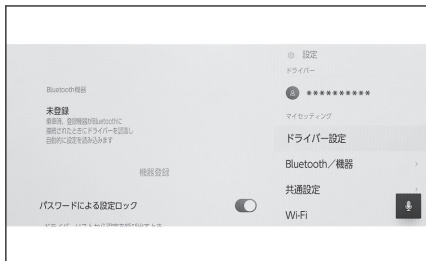 Bluetooth機器
未登録
乗車時、登録機器がBluetoothに
接続されたときにドライバーを認識し
自動的に設定を読み込みます
機器登録
パスワードによる設定ロック
設定
ドライバー
**********
マイセッティング
ドライバー設定
Bluetooth／機器
共通設定
Wi-Fi